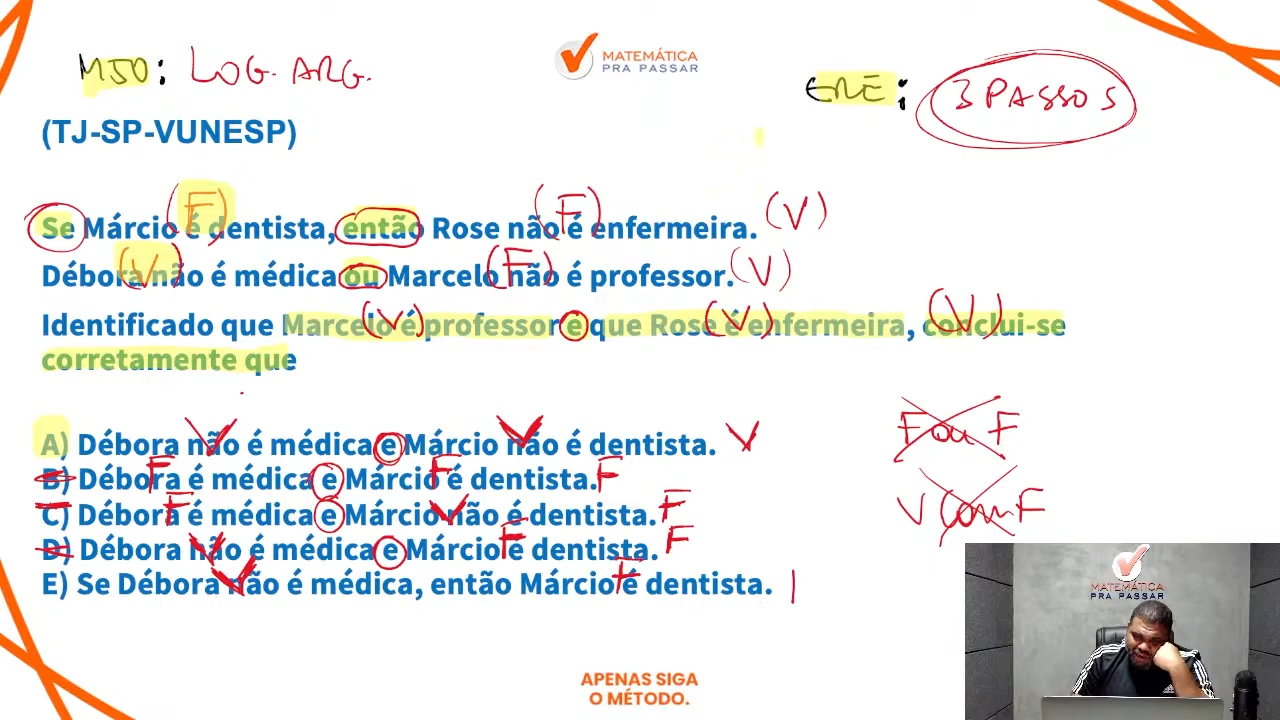 M50: LOG. ARG.
MATEMÁTICA
PRA PASSAR
3 PASSOS
(TJ-SP-VUNESP)
(F) (F) (V)
Se Márcio é dentista, então Rose não é enfermeira.
(V) (F) (V)
Débora não é médica ou Marcelo não é professor.
(V) (V) (V)
Identificado que Marcelo é professor e que Rose é enfermeira, conclui-se
corretamente que
V V V
A) Débora não é médica e Márcio não é dentista.
F F F
B) Débora é médica e Márcio é dentista.
F V F
C) Débora é médica e Márcio não é dentista.
V F F
D) Débora não é médica e Márcio é dentista.
V F
E) Se Débora não é médica, então Márcio é dentista.
F ou F
V com F
MATEMÁTICA
PRA PASSAR
APENAS SIGA
O MÉTODO.